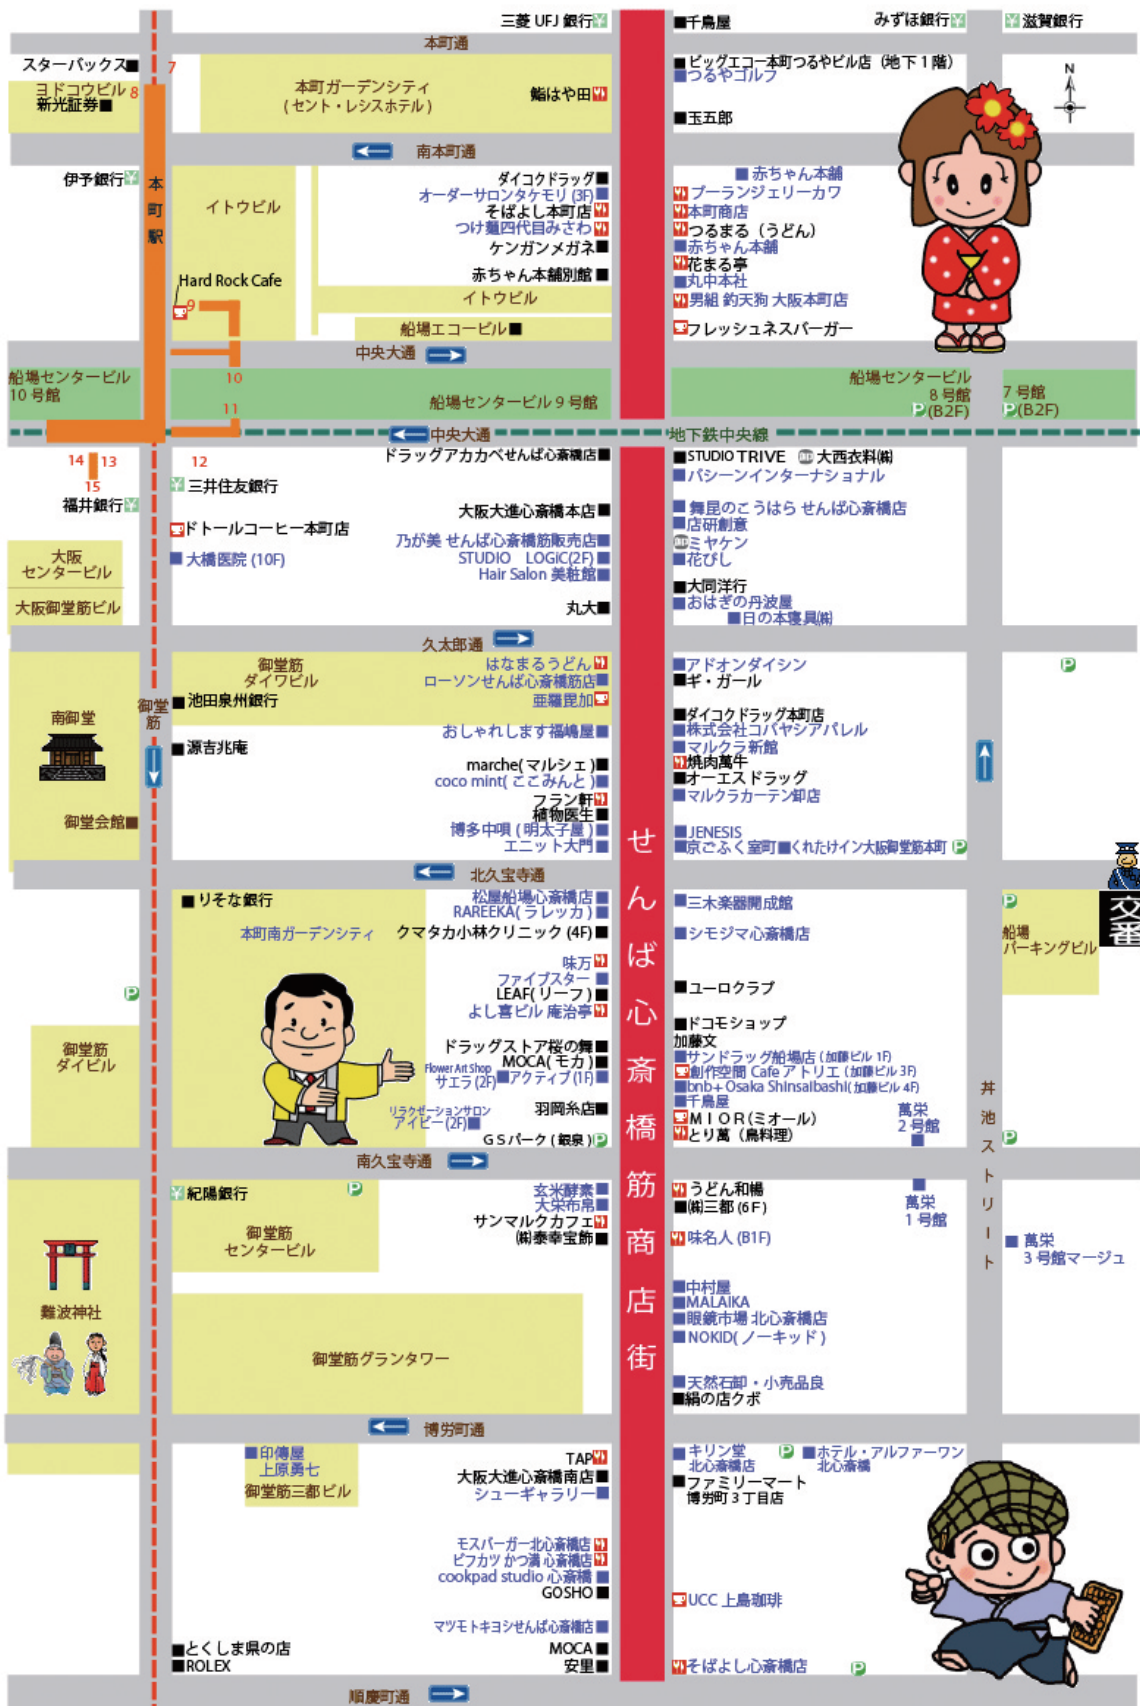 三菱 UFJ 銀行
千鳥屋
みずほ銀行
滋賀銀行
本町通
スターバックス
7
ヨドコウビル
8
新光証券
本町ガーデンシティ
(セント・レジスホテル)
鮨はや田
ビッグエコー本町つるやビル店（地下1階）
つるやゴルフ
玉五郎
N
南本町通
伊予銀行
本町駅
イトウビル
ダイコクドラッグ
オーダーサロンタケモリ (3F)
そばよし本町店
つけ麺四代目みさわ
ケンガンメガネ
赤ちゃん本舗別館
イトウビル
船場エコービル
Hard Rock Cafe
9
赤ちゃん本舗
ブーランジェリーカワ
本町商店
つるまる（うどん）
赤ちゃん本舗
花まる亭
丸中本社
男組 釣天狗 大阪本町店
フレッシュネスバーガー
中央大通
船場センタービル
10 号館
10
11
船場センタービル 9 号館
船場センタービル
8 号館
P(B2F)
7 号館
P(B2F)
中央大通
地下鉄中央線
14
13
15
12
福井銀行
三井住友銀行
ドトールコーヒー本町店
大橋医院 (10F)
大阪
センタービル
大阪御堂筋ビル
ドラッグアカカベせんば心斎橋店
大阪大進心斎橋本店
乃が美 せんば心斎橋筋販売店
STUDIO LOGiC(2F)
Hair Salon 美粧館
丸大
STUDIO TRIVE
大西衣料㈱
パシーンインターナショナル
舞昆のこうはら せんば心斎橋店
店研創意
ミヤケン
花びし
大同洋行
おはぎの丹波屋
日の本寝具㈱
久太郎通
南御堂
御堂会館
御堂筋
御堂筋
ダイワビル
池田泉州銀行
源吉兆庵
はなまるうどん
ローソンせんば心斎橋筋店
亜羅毘加
おしゃれします福嶋屋
marche( マルシェ )
coco mint( ここみんと )
フラン軒
植物医生
博多中唄 ( 明太子屋 )
エニット大門
アドオンダイシン
ギ・ガール
ダイコクドラッグ本町店
株式会社コバヤシアパレル
マルクラ新館
焼肉萬牛
オーエスドラッグ
マルクラカーテン卸店
JENESIS
京ごふく室町
くれたけイン大阪御堂筋本町
P
P
せんば心斎橋筋商店街
北久宝寺通
りそな銀行
本町南ガーデンシティ
松屋船場心斎橋店
RAREEKA( ラレッカ )
クマタカ小林クリニック (4F)
味万
ファイブスター
LEAF( リーフ )
よし喜ビル 庵治亭
ドラッグストア桜の舞
MOCA( モカ )
Flower Art Shop
サエラ (2F)
アクティブ (1F)
リラクゼーションサロン
アイビー (2F)
羽岡糸店
GSパーク ( 銀泉 )
P
P
御堂筋
ダイビル
三木楽器開成館
シモジマ心斎橋店
ユーロクラブ
ドコモショップ
加藤文
サンドラッグ船場店 ( 加藤ビル 1F)
創作空間 Cafe アトリエ ( 加藤ビル 3F)
bnb+ Osaka Shinsaibashi( 加藤ビル 4F)
千鳥屋
MIOR (ミオール)
とり萬（鳥料理）
萬栄
2 号館
丼池ストリート
P
船場
パーキングビル
交番
P
南久宝寺通
紀陽銀行
P
御堂筋
センタービル
難波神社
玄米酵素
大栄布帛
サンマルクカフェ
㈱泰幸宝飾
御堂筋グランタワー
うどん和楊
㈱三都 (6F)
味名人 (B1F)
中村屋
MALAIKA
眼鏡市場 北心斎橋店
NOKID( ノーキッド )
天然石卸・小売品良
絹の店クボ
萬栄
1 号館
萬栄
3 号館マージュ
博労町通
印傳屋
上原勇七
御堂筋三都ビル
TAP
大阪大進心斎橋南店
シューギャラリー
モスバーガー北心斎橋店
ビフカツ かつ満 心斎橋店
cookpad studio 心斎橋
GOSHO
マツモトキヨシせんば心斎橋店
MOCA
安里
とくしま県の店
ROLEX
キリン堂
北心斎橋店
P
ホテル・アルファーワン
北心斎橋
ファミリーマート
博労町 3 丁目店
UCC 上島珈琲
そばよし心斎橋店
P
順慶町通